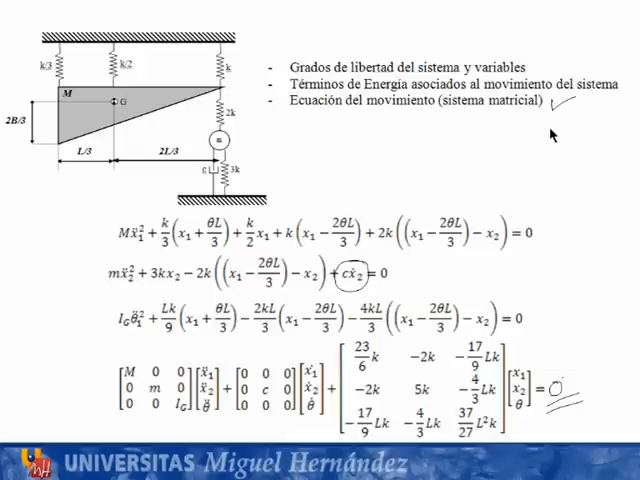 k/3 k/2 k
M G
2k
2B/3
m
L/3 2L/3
c 3k
- Grados de libertad del sistema y variables
- Términos de Energía asociados al movimiento del sistema
- Ecuación del movimiento (sistema matricial)
Mẍ₁² + k/3 (x₁ + θL/3) + k/2 x₁ + k (x₁ − 2θL/3) + 2k ((x₁ − 2θL/3) − x₂) = 0
mẍ₂² + 3kx₂ − 2k ((x₁ − 2θL/3) − x₂) + cẋ₂ = 0
I_G θ̈₁² + Lk/9 (x₁ + θL/3) − 2kL/3 (x₁ − 2θL/3) − 4kL/3 ((x₁ − 2θL/3) − x₂) = 0
[M 0 0; 0 m 0; 0 0 I_G] [ẍ₁; ẍ₂; θ̈] + [0 0 0; 0 c 0; 0 0 0] [ẋ₁; ẋ₂; θ̇] + [23/6 k −2k −17/9 Lk; −2k 5k −4/3 Lk; −17/9 Lk −4/3 Lk 37/27 L²k] [x₁; x₂; θ] = 0
UNIVERSITAS Miguel Hernández